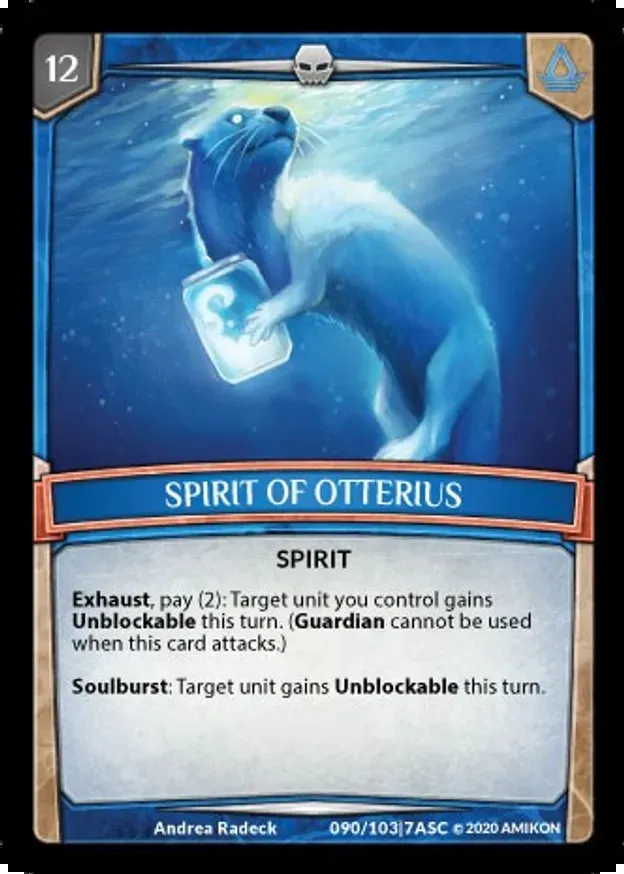 12
SPIRIT OF OTTERIUS
SPIRIT
Exhaust, pay (2): Target unit you control gains
Unblockable this turn. (Guardian cannot be used
when this card attacks.)
Soulburst: Target unit gains Unblockable this turn.
Andrea Radeck 090/103|7ASC © 2020 AMIKON